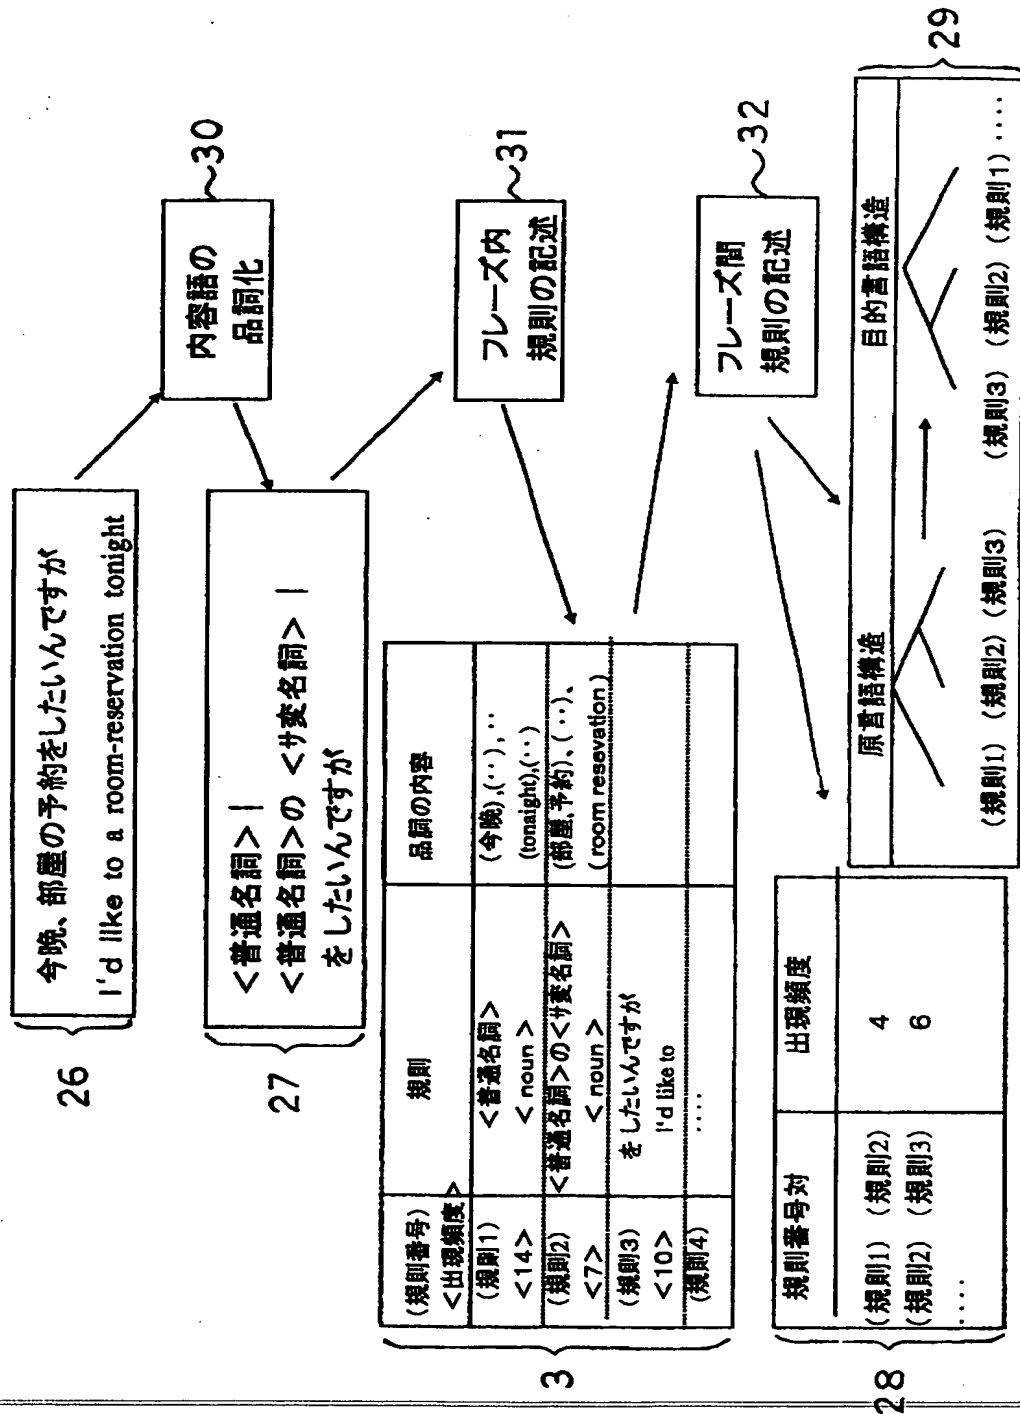 26
今晩、部屋の予約をしたいんですが
I'd like to a room-reservation tonight
内容語の
品詞化
30
27
<普通名詞> |
<普通名詞>の <サ変名詞> |
をしたいんですが
フレーズ内
規則の記述
31
3
(規則番号)
<出現頻度>
規則
品詞の内容
(規則1)
<14>
<普通名詞>
< noun >
(今晩),(‥),‥
(tonaight),(‥)
(規則2)
<7>
<普通名詞>の<サ変名詞>
< noun >
(部屋,予約)、(‥)、
( room resevation)
(規則3)
<10>
をしたいんですが
I'd like to
(規則4)
‥‥
フレーズ間
規則の記述
32
28
規則番号対
出現頻度
(規則1) (規則2)
4
(規則2) (規則3)
6
‥‥
原言語構造
目的言語構造
29
(規則1) (規則2) (規則3)
(規則3) (規則2) (規則1) ‥‥